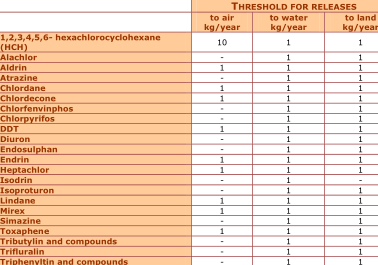 THRESHOLD FOR RELEASES
to air to water to land
kg/year kg/year kg/year
1,2,3,4,5,6- hexachlorocyclohexane
(HCH) 10 1 1
Alachlor - 1 1
Aldrin 1 1 1
Atrazine - 1 1
Chlordane 1 1 1
Chlordecone 1 1 1
Chlorfenvinphos - 1 1
Chlorpyrifos - 1 1
DDT 1 1 1
Diuron - 1 1
Endosulphan - 1 1
Endrin 1 1 1
Heptachlor 1 1 1
Isodrin - 1 -
Isoproturon - 1 1
Lindane 1 1 1
Mirex 1 1 1
Simazine - 1 1
Toxaphene 1 1 1
Tributylin and compounds - 1 1
Trifluralin - 1 1
Triphenyltin and compounds - 1 1